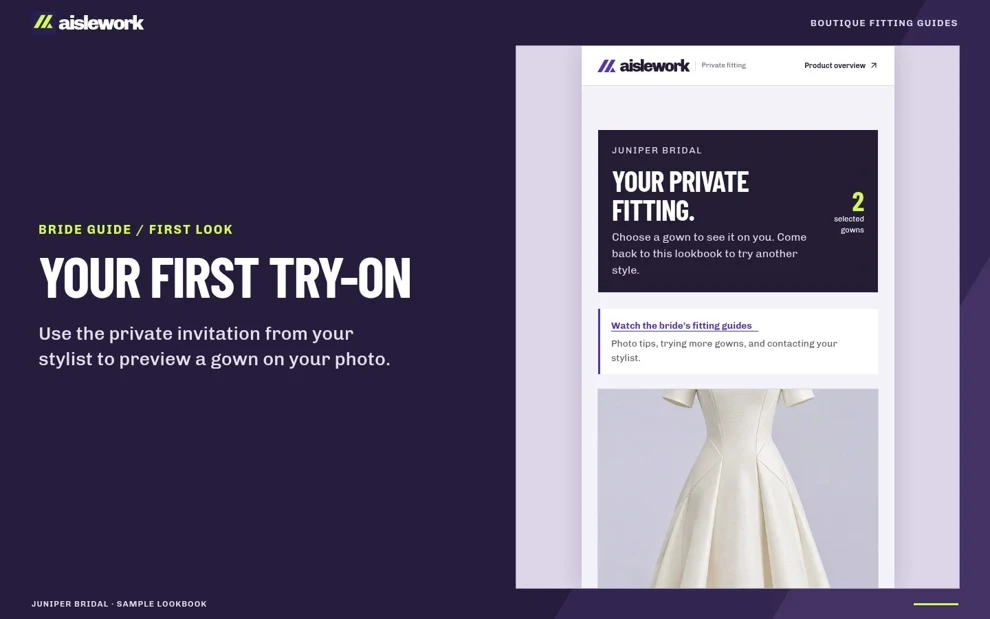 aislework
BOUTIQUE FITTING GUIDES
BRIDE GUIDE / FIRST LOOK
YOUR FIRST TRY-ON
Use the private invitation from your
stylist to preview a gown on your photo.
aislework
Private fitting
Product overview ↗
JUNIPER BRIDAL
YOUR PRIVATE
FITTING.
Choose a gown to see it on you. Come
back to this lookbook to try another
style.
2
selected
gowns
Watch the bride's fitting guides
Photo tips, trying more gowns, and contacting your
stylist.
JUNIPER BRIDAL · SAMPLE LOOKBOOK